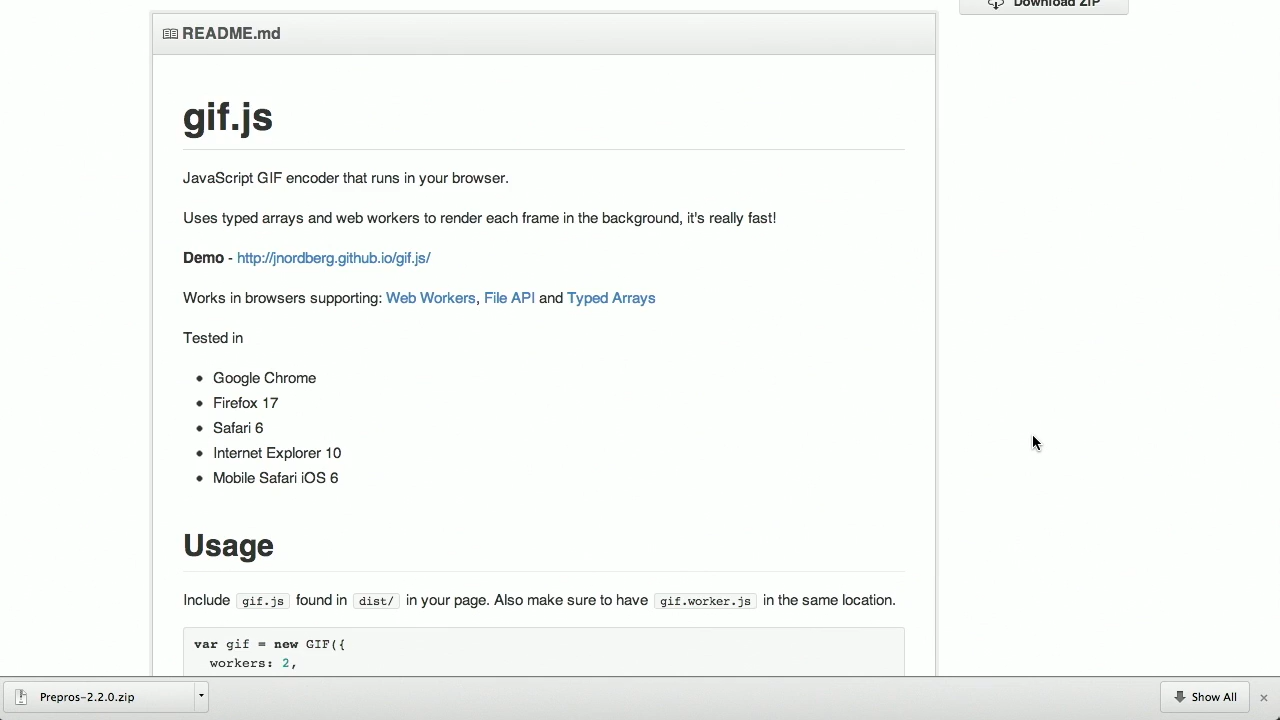 Download ZIP
README.md
gif.js
JavaScript GIF encoder that runs in your browser.
Uses typed arrays and web workers to render each frame in the background, it's really fast!
Demo - http://jnordberg.github.io/gif.js/
Works in browsers supporting: Web Workers, File API and Typed Arrays
Tested in
Google Chrome
Firefox 17
Safari 6
Internet Explorer 10
Mobile Safari iOS 6
Usage
Include gif.js found in dist/ in your page. Also make sure to have gif.worker.js in the same location.
var gif = new GIF({
workers: 2,
Prepros-2.2.0.zip
Show All